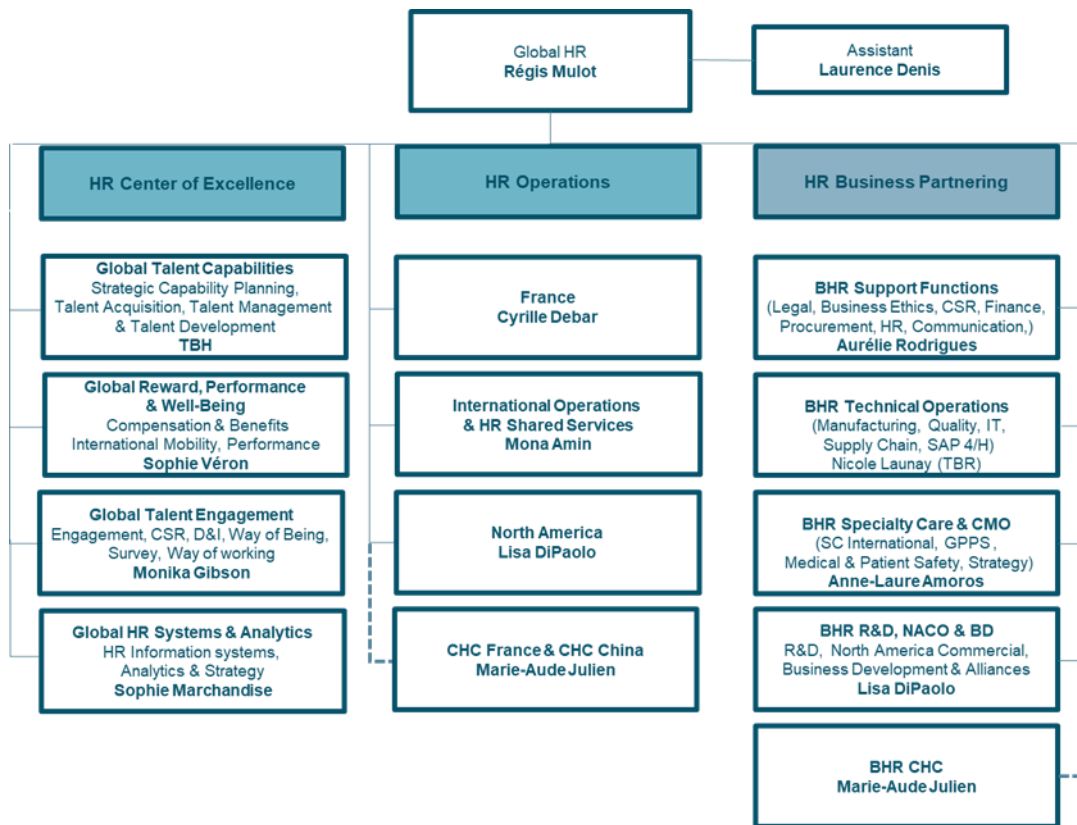 Global HR
Régis Mulot
Assistant
Laurence Denis
HR Center of Excellence
HR Operations
HR Business Partnering
Global Talent Capabilities
Strategic Capability Planning,
Talent Acquisition, Talent Management
& Talent Development
TBH
Global Reward, Performance
& Well-Being
Compensation & Benefits
International Mobility, Performance
Sophie Véron
Global Talent Engagement
Engagement, CSR, D&I, Way of Being,
Survey, Way of working
Monika Gibson
Global HR Systems & Analytics
HR Information systems,
Analytics & Strategy
Sophie Marchandise
France
Cyrille Debar
International Operations
& HR Shared Services
Mona Amin
North America
Lisa DiPaolo
CHC France & CHC China
Marie-Aude Julien
BHR Support Functions
(Legal, Business Ethics, CSR, Finance,
Procurement, HR, Communication,)
Aurélie Rodrigues
BHR Technical Operations
(Manufacturing, Quality, IT,
Supply Chain, SAP 4/H)
Nicole Launay (TBR)
BHR Specialty Care & CMO
(SC International, GPPS,
Medical & Patient Safety, Strategy)
Anne-Laure Amoros
BHR R&D, NACO & BD
R&D, North America Commercial,
Business Development & Alliances
Lisa DiPaolo
BHR CHC
Marie-Aude Julien